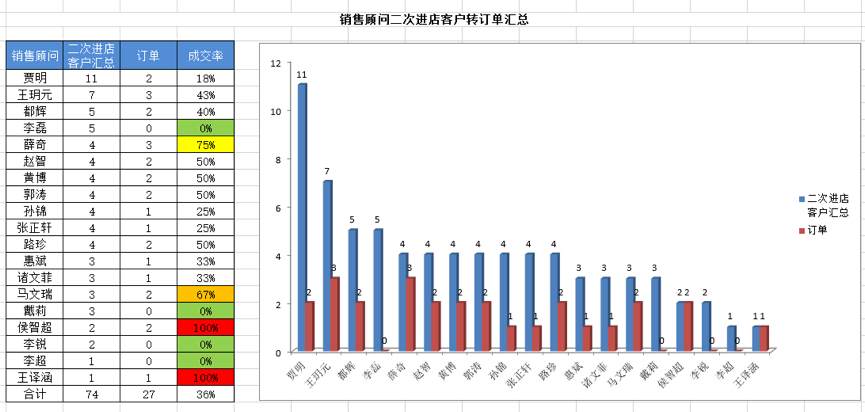 销售顾问二次进店客户转订单汇总
销售顾问 二次进店客户汇总 订单 成交率
贾明 11 2 18%
王玥元 7 3 43%
都辉 5 2 40%
李磊 5 0 0%
薛奇 4 3 75%
赵智 4 2 50%
黄博 4 2 50%
郭涛 4 2 50%
孙锦 4 1 25%
张正轩 4 1 25%
路珍 4 2 50%
惠斌 3 1 33%
诸文菲 3 1 33%
马文瑞 3 2 67%
戴莉 3 0 0%
侯智超 2 2 100%
李锐 2 0 0%
李超 1 0 0%
王译涵 1 1 100%
合计 74 27 36%
12
10
8
6
4
2
0
11 7 5 5 4 4 4 4 4 4 4 3 3 3 3 2 2 1 1
2 3 2 0 3 2 2 2 1 1 2 1 1 2 0 2 0 0 1
贾明 王玥元 都辉 李磊 薛奇 赵智 黄博 郭涛 孙锦 张正轩 路珍 惠斌 诸文菲 马文瑞 戴莉 侯智超 李锐 李超 王译涵
二次进店
客户汇总
订单